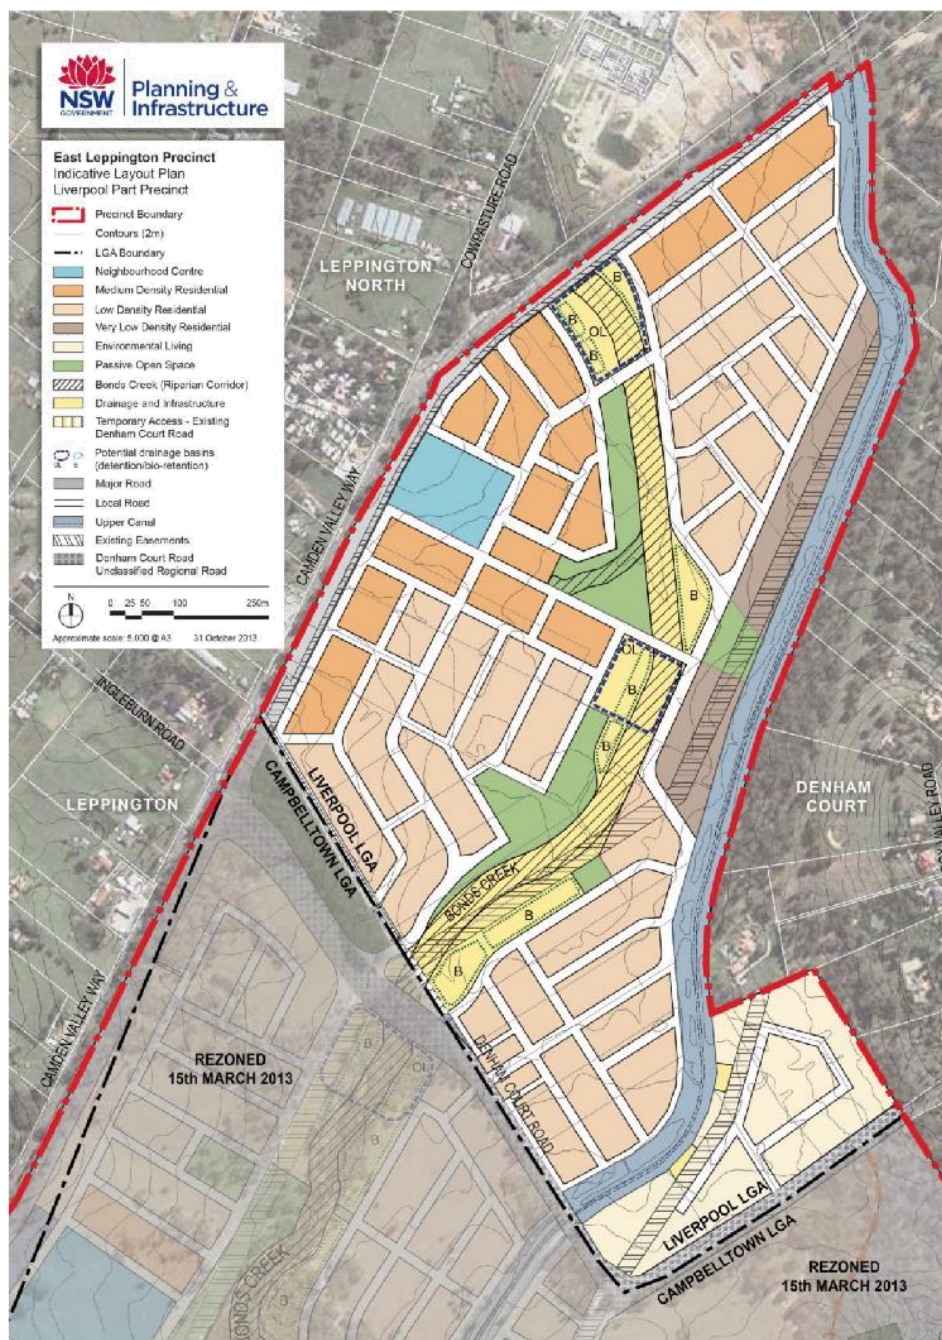 NSW
GOVERNMENT
Planning &
Infrastructure
East Leppington Precinct
Indicative Layout Plan
Liverpool Part Precinct
Precinct Boundary
Contours (2m)
LGA Boundary
Neighbourhood Centre
Medium Density Residential
Low Density Residential
Very Low Density Residential
Environmental Living
Passive Open Space
Bonds Creek (Riparian Corridor)
Drainage and Infrastructure
Temporary Access - Existing
Denham Court Road
Potential drainage basins
(detention/bio-retention)
Major Road
Local Road
Upper Canal
Existing Easements
Denham Court Road
Unclassified Regional Road
N
0 25 50 100 250m
Approximate scale: 5,000 @ A3 31 October 2013
COWPASTURE ROAD
LEPPINGTON
NORTH
B
B
OL
B
CAMDEN VALLEY WAY
B
OL
B
B
INGLEBURN ROAD
LEPPINGTON
LIVERPOOL LGA
CAMPBELLTOWN LGA
DENHAM
COURT
VALLEY ROAD
BONDS CREEK
B
B
CAMDEN VALLEY WAY
REZONED
15th MARCH 2013
B
OL
DENHAM COURT ROAD
LIVERPOOL LGA
CAMPBELLTOWN LGA
REZONED
15th MARCH 2013
ONDS CREEK
B